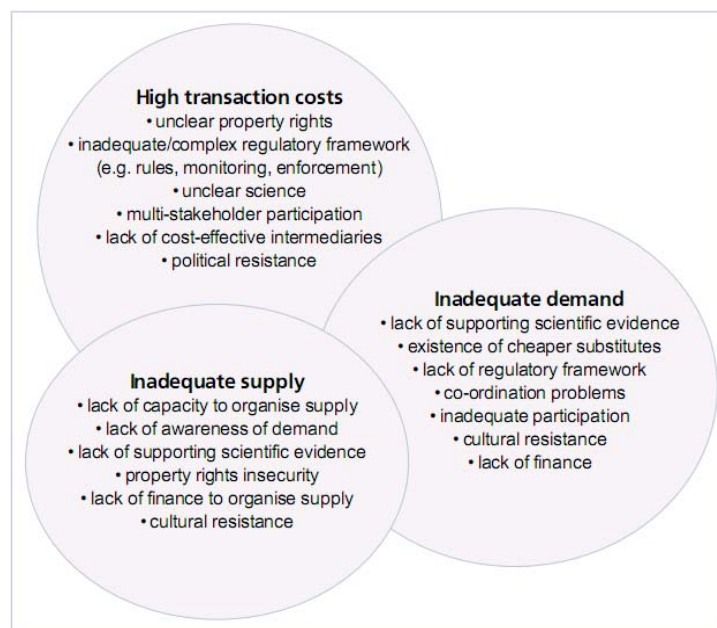 High transaction costs
• unclear property rights
• inadequate/complex regulatory framework
(e.g. rules, monitoring, enforcement)
• unclear science
• multi-stakeholder participation
• lack of cost-effective intermediaries
• political resistance
Inadequate demand
• lack of supporting scientific evidence
• existence of cheaper substitutes
• lack of regulatory framework
• co-ordination problems
• inadequate participation
• cultural resistance
• lack of finance
Inadequate supply
• lack of capacity to organise supply
• lack of awareness of demand
• lack of supporting scientific evidence
• property rights insecurity
• lack of finance to organise supply
• cultural resistance